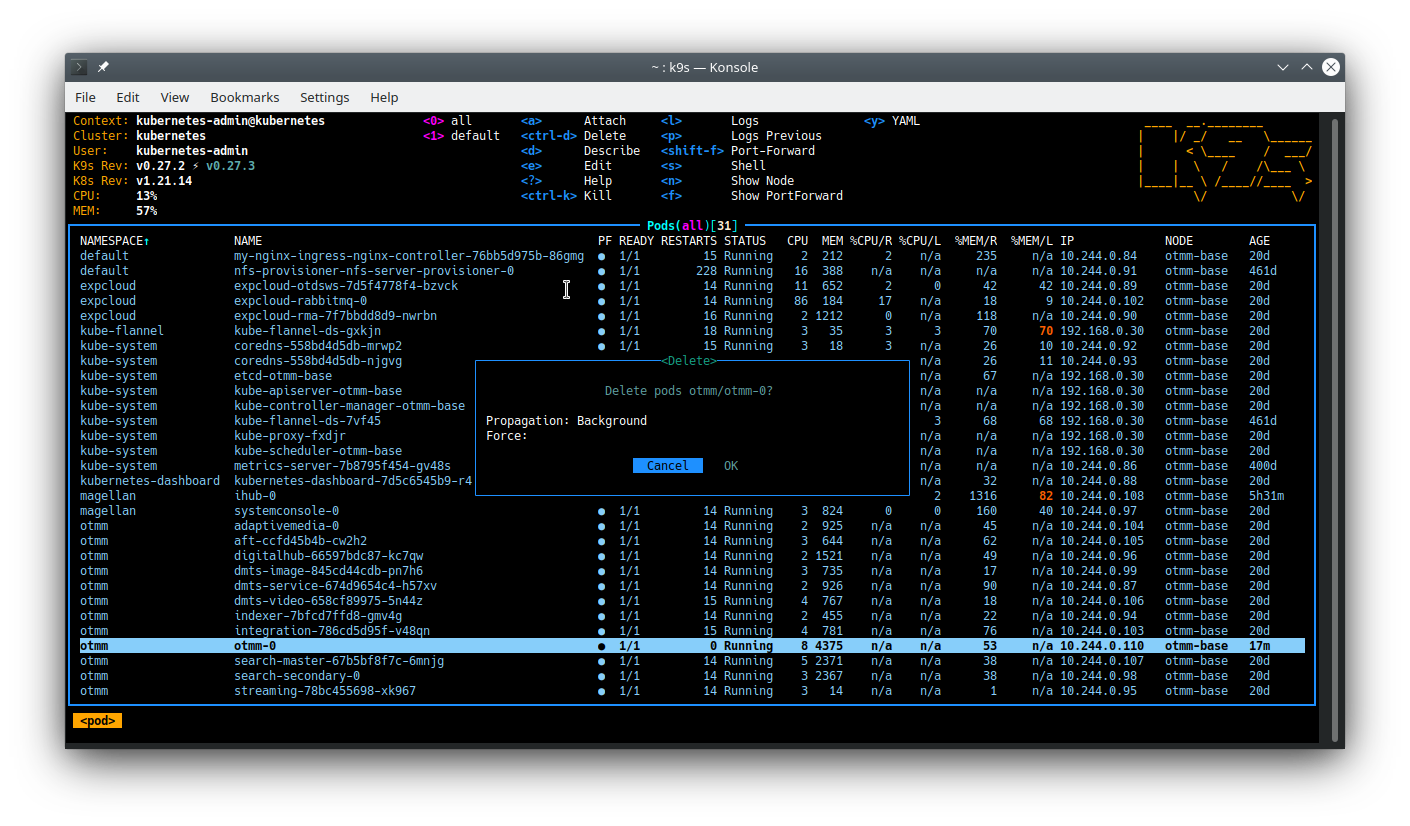 ~ : k9s — Konsole
File Edit View Bookmarks Settings Help
Context: kubernetes-admin@kubernetes <0> all <a> Attach <l> Logs <y> YAML
Cluster: kubernetes <1> default <ctrl-d> Delete <p> Logs Previous
User: kubernetes-admin <d> Describe <shift-f> Port-Forward
K9s Rev: v0.27.2 ⚡ v0.27.3 <e> Edit <s> Shell
K8s Rev: v1.21.14 <?> Help <n> Show Node
CPU: 13% <ctrl-k> Kill <f> Show PortForward
MEM: 57%
Pods(all)[31]
NAMESPACE↑ NAME PF READY RESTARTS STATUS CPU MEM %CPU/R %CPU/L %MEM/R %MEM/L IP NODE AGE
default my-nginx-ingress-nginx-controller-76bb5d975b-86gmg ● 1/1 15 Running 2 212 2 n/a 235 n/a 10.244.0.84 otmm-base 20d
default nfs-provisioner-nfs-server-provisioner-0 ● 1/1 228 Running 16 388 n/a n/a n/a n/a 10.244.0.91 otmm-base 461d
expcloud expcloud-otdsws-7d5f4778f4-bzvck ● 1/1 14 Running 11 652 2 0 42 42 10.244.0.89 otmm-base 20d
expcloud expcloud-rabbitmq-0 ● 1/1 14 Running 86 184 17 n/a 18 9 10.244.0.102 otmm-base 20d
expcloud expcloud-rma-7f7bbdd8d9-nwrbn ● 1/1 16 Running 2 1212 0 n/a 118 n/a 10.244.0.90 otmm-base 20d
kube-flannel kube-flannel-ds-gxkjn ● 1/1 18 Running 3 35 3 3 70 70 192.168.0.30 otmm-base 20d
kube-system coredns-558bd4d5db-mrwp2 ● 1/1 15 Running 3 18 3 n/a 26 10 10.244.0.92 otmm-base 20d
kube-system coredns-558bd4d5db-njgvg n/a 26 11 10.244.0.93 otmm-base 20d
<Delete>
kube-system etcd-otmm-base n/a 67 n/a 192.168.0.30 otmm-base 20d
kube-system kube-apiserver-otmm-base n/a n/a n/a 192.168.0.30 otmm-base 20d
Delete pods otmm/otmm-0?
kube-system kube-controller-manager-otmm-base n/a n/a n/a 192.168.0.30 otmm-base 20d
kube-system kube-flannel-ds-7vf45 3 68 68 192.168.0.30 otmm-base 461d
Propagation: Background
kube-system kube-proxy-fxdjr n/a n/a n/a 192.168.0.30 otmm-base 20d
Force:
kube-system kube-scheduler-otmm-base n/a n/a n/a 192.168.0.30 otmm-base 20d
kube-system metrics-server-7b8795f454-gv48s n/a n/a n/a 10.244.0.86 otmm-base 400d
Cancel OK
kubernetes-dashboard kubernetes-dashboard-7d5c6545b9-r4 n/a 32 n/a 10.244.0.88 otmm-base 20d
magellan ihub-0 2 1316 82 10.244.0.108 otmm-base 5h31m
magellan systemconsole-0 ● 1/1 14 Running 3 824 0 0 160 40 10.244.0.97 otmm-base 20d
otmm adaptivemedia-0 ● 1/1 14 Running 2 925 n/a n/a 45 n/a 10.244.0.104 otmm-base 20d
otmm aft-ccfd45b4b-cw2h2 ● 1/1 14 Running 3 644 n/a n/a 62 n/a 10.244.0.105 otmm-base 20d
otmm digitalhub-66597bdc87-kc7qw ● 1/1 14 Running 2 1521 n/a n/a 49 n/a 10.244.0.96 otmm-base 20d
otmm dmts-image-845cd44cdb-pn7h6 ● 1/1 14 Running 3 735 n/a n/a 17 n/a 10.244.0.99 otmm-base 20d
otmm dmts-service-674d9654c4-h57xv ● 1/1 14 Running 2 926 n/a n/a 90 n/a 10.244.0.87 otmm-base 20d
otmm dmts-video-658cf89975-5n44z ● 1/1 15 Running 4 767 n/a n/a 18 n/a 10.244.0.106 otmm-base 20d
otmm indexer-7bfcd7ffd8-gmv4g ● 1/1 14 Running 2 455 n/a n/a 22 n/a 10.244.0.94 otmm-base 20d
otmm integration-786cd5d95f-v48qn ● 1/1 15 Running 4 781 n/a n/a 76 n/a 10.244.0.103 otmm-base 20d
otmm otmm-0 ● 1/1 0 Running 8 4375 n/a n/a 53 n/a 10.244.0.110 otmm-base 17m
otmm search-master-67b5bf8f7c-6mnjg ● 1/1 14 Running 5 2371 n/a n/a 38 n/a 10.244.0.107 otmm-base 20d
otmm search-secondary-0 ● 1/1 14 Running 3 2367 n/a n/a 38 n/a 10.244.0.98 otmm-base 20d
otmm streaming-78bc455698-xk967 ● 1/1 14 Running 3 14 n/a n/a 1 n/a 10.244.0.95 otmm-base 20d
<pod>